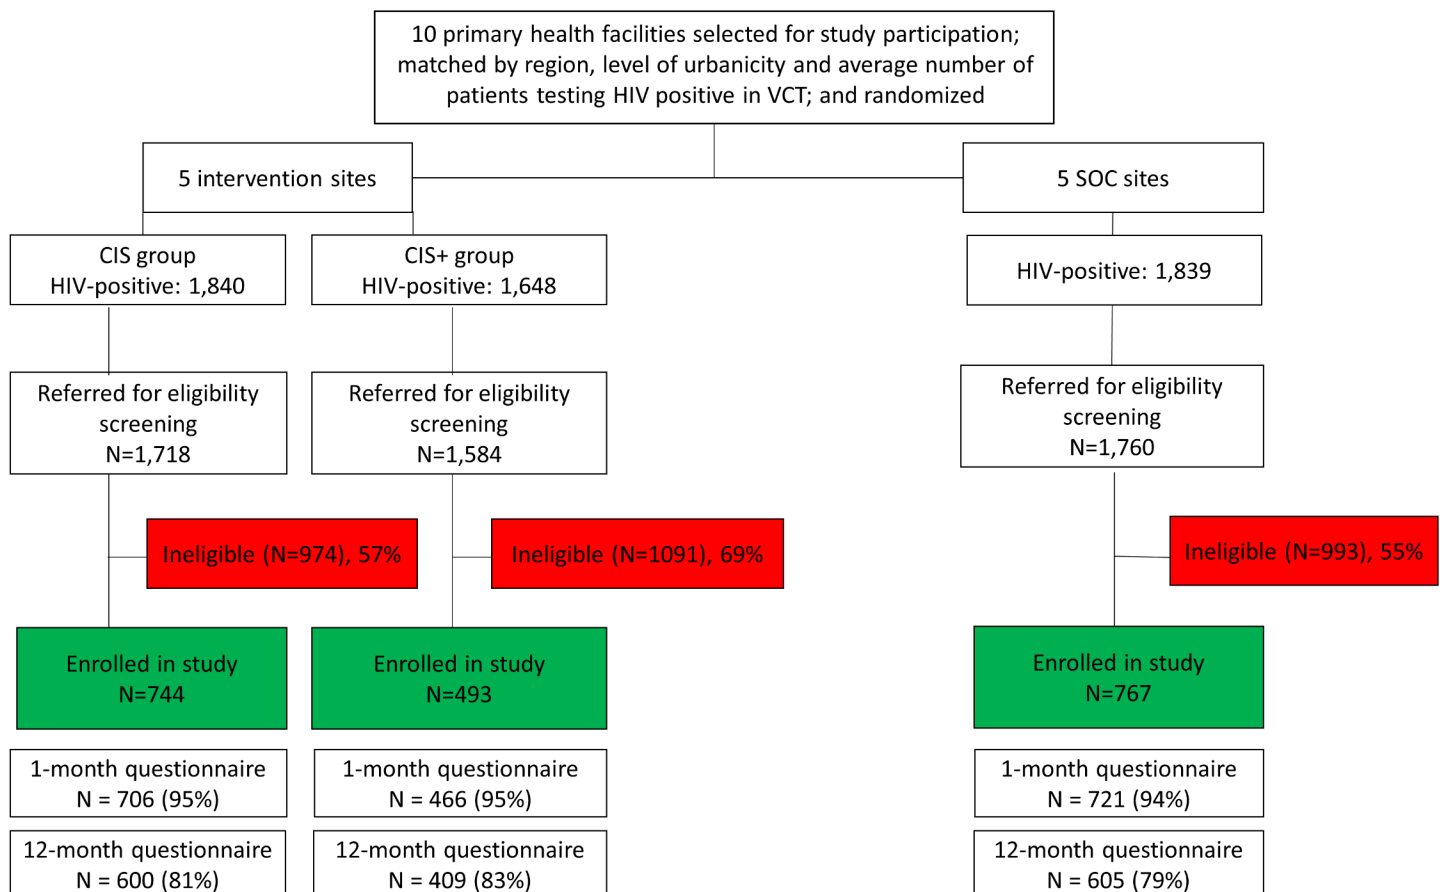 10 primary health facilities selected for study participation;
matched by region, level of urbanicity and average number of
patients testing HIV positive in VCT; and randomized
5 intervention sites
5 SOC sites
CIS group
HIV-positive: 1,840
CIS+ group
HIV-positive: 1,648
HIV-positive: 1,839
Referred for eligibility
screening
N=1,718
Referred for eligibility
screening
N=1,584
Referred for eligibility
screening
N=1,760
Ineligible (N=974), 57%
Ineligible (N=1091), 69%
Ineligible (N=993), 55%
Enrolled in study
N=744
Enrolled in study
N=493
Enrolled in study
N=767
1-month questionnaire
N = 706 (95%)
1-month questionnaire
N = 466 (95%)
1-month questionnaire
N = 721 (94%)
12-month questionnaire
N = 600 (81%)
12-month questionnaire
N = 409 (83%)
12-month questionnaire
N = 605 (79%)